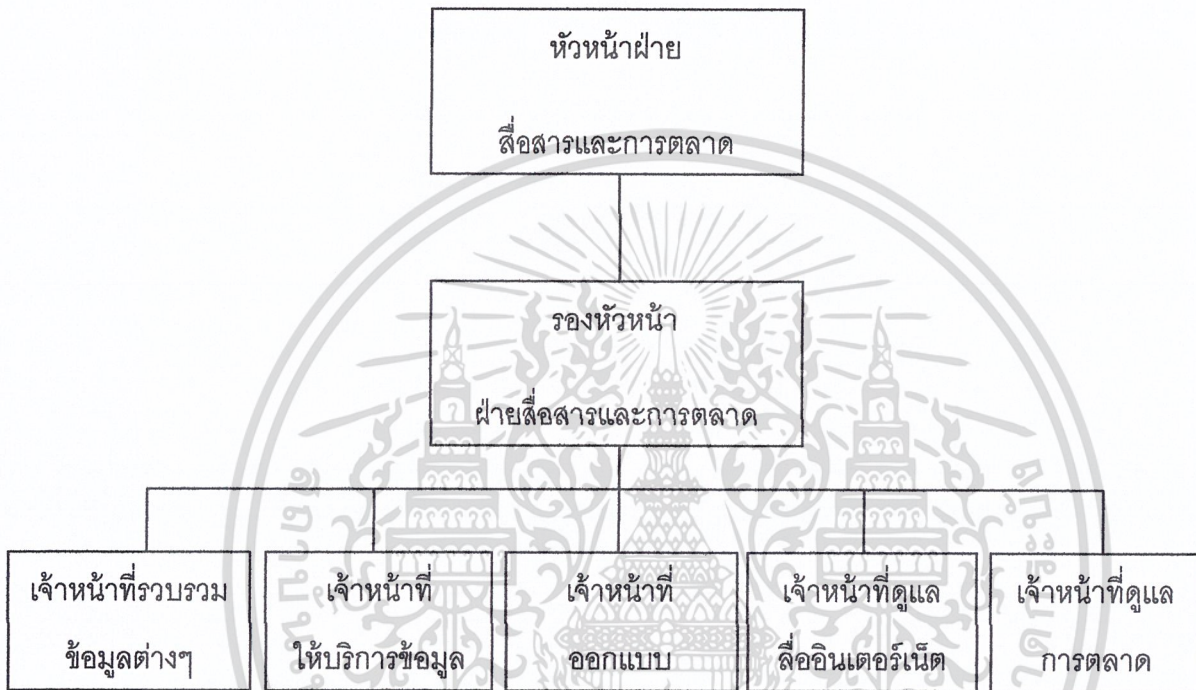 หัวหน้าฝ่าย
สื่อสารและการตลาด
รองหัวหน้า
ฝ่ายสื่อสารและการตลาด
เจ้าหน้าที่รวบรวม
ข้อมูลต่างๆ
เจ้าหน้าที่
ให้บริการข้อมูล
เจ้าหน้าที่
ออกแบบ
เจ้าหน้าที่ดูแล
สื่ออินเตอร์เน็ต
เจ้าหน้าที่ดูแล
การตลาด